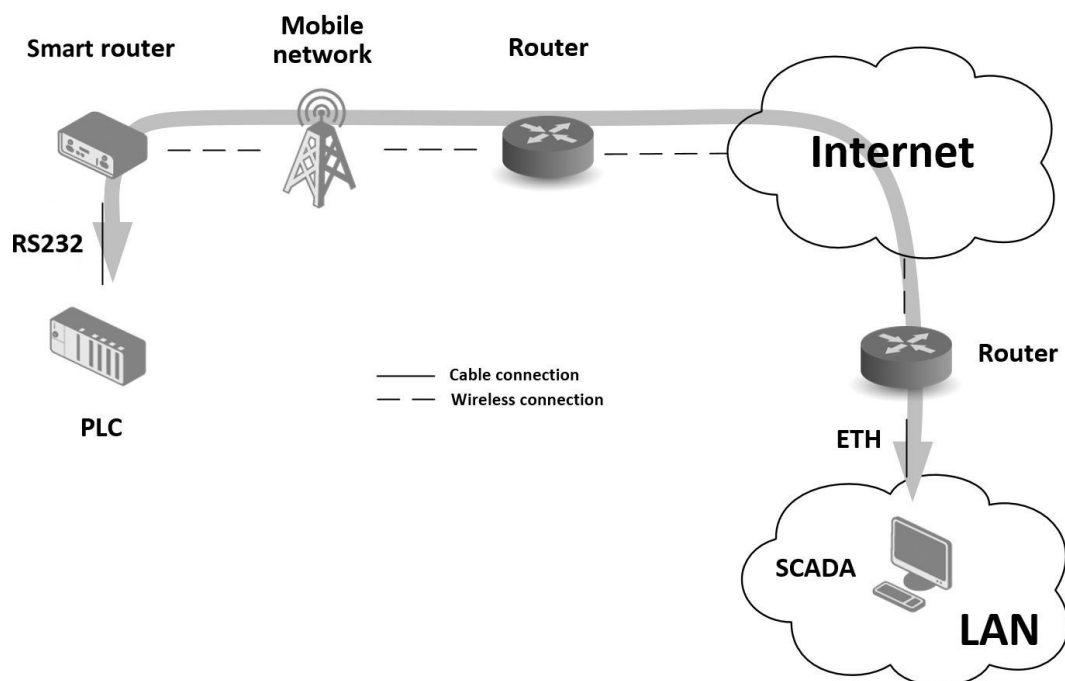 Smart router
Mobile
network
Router
Internet
RS232
PLC
Cable connection
Wireless connection
Router
ETH
SCADA
LAN